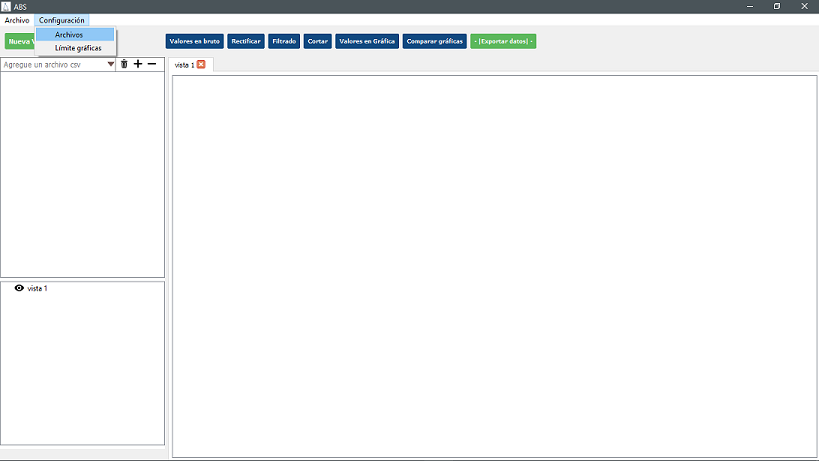 ABS
Archivo Configuración
Archivos
Límite gráficas
Nueva
Valores en bruto Rectificar Filtrado Cortar Valores en Gráfica Comparar gráficas - |Exportar datos| -
Agregue un archivo csv
vista 1
vista 1